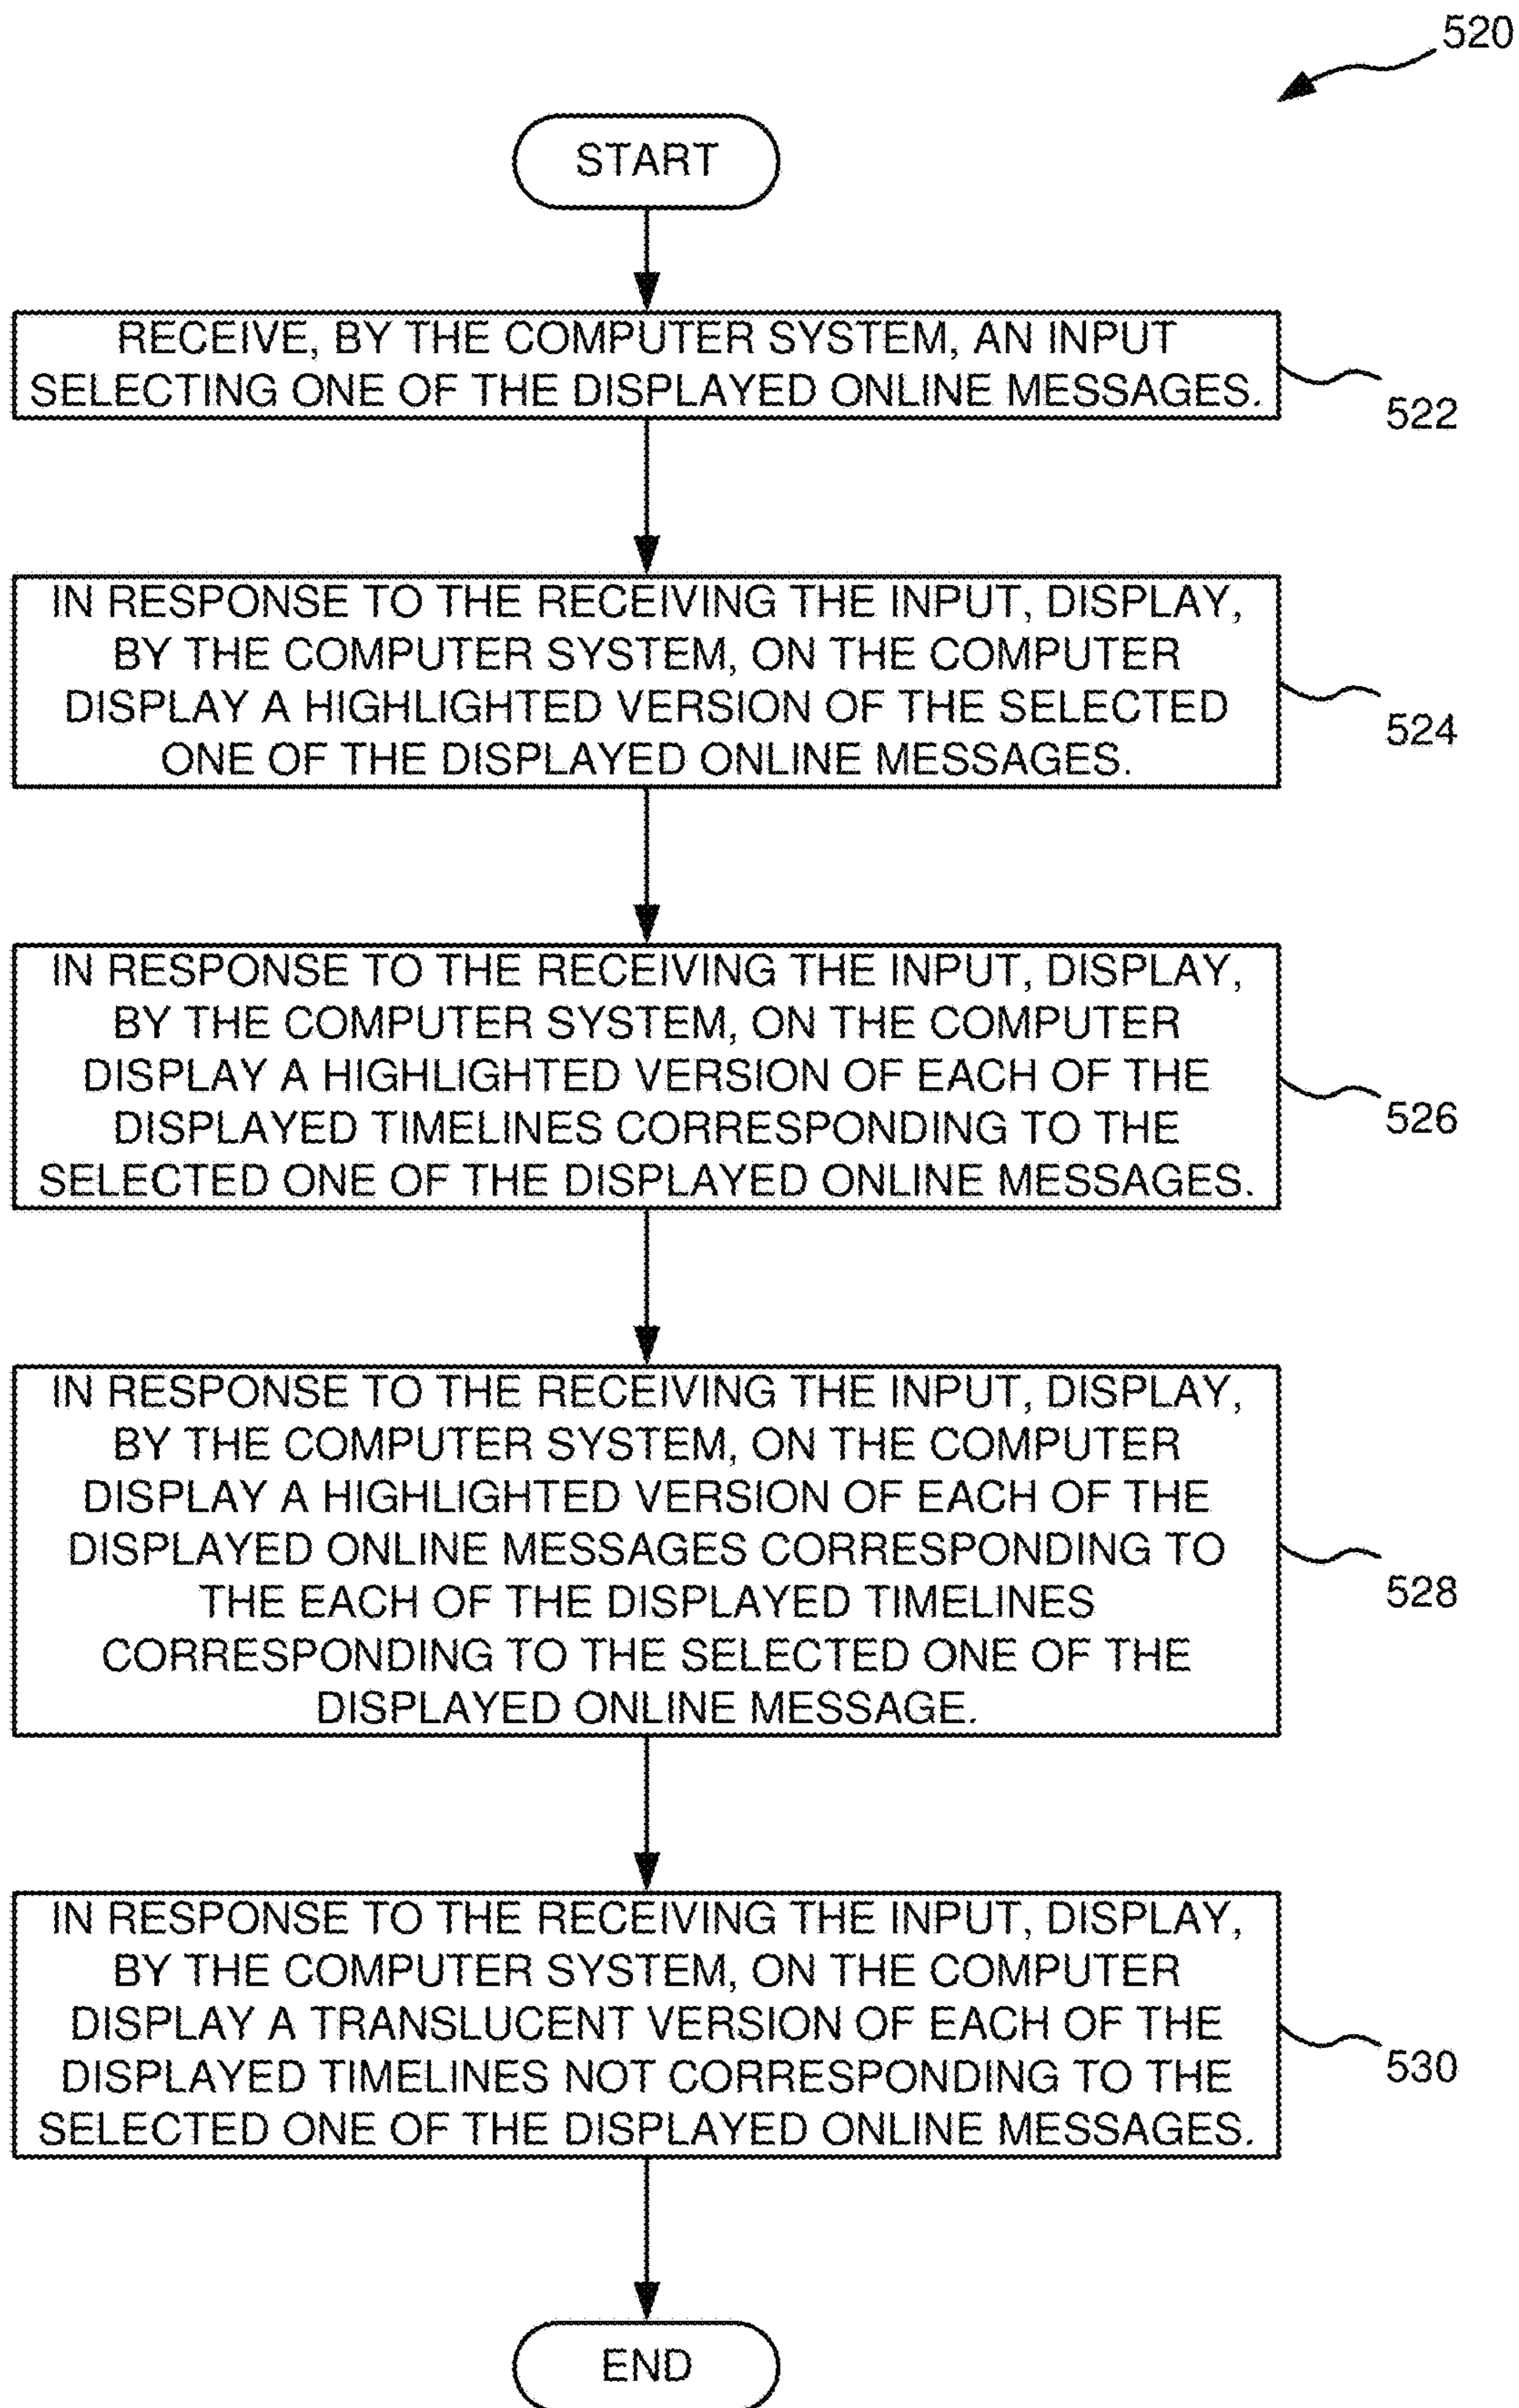 520
START
RECEIVE, BY THE COMPUTER SYSTEM, AN INPUT
SELECTING ONE OF THE DISPLAYED ONLINE MESSAGES.
522
IN RESPONSE TO THE RECEIVING THE INPUT, DISPLAY,
BY THE COMPUTER SYSTEM, ON THE COMPUTER
DISPLAY A HIGHLIGHTED VERSION OF THE SELECTED
ONE OF THE DISPLAYED ONLINE MESSAGES.
524
IN RESPONSE TO THE RECEIVING THE INPUT, DISPLAY,
BY THE COMPUTER SYSTEM, ON THE COMPUTER
DISPLAY A HIGHLIGHTED VERSION OF EACH OF THE
DISPLAYED TIMELINES CORRESPONDING TO THE
SELECTED ONE OF THE DISPLAYED ONLINE MESSAGES.
526
IN RESPONSE TO THE RECEIVING THE INPUT, DISPLAY,
BY THE COMPUTER SYSTEM, ON THE COMPUTER
DISPLAY A HIGHLIGHTED VERSION OF EACH OF THE
DISPLAYED ONLINE MESSAGES CORRESPONDING TO
THE EACH OF THE DISPLAYED TIMELINES
CORRESPONDING TO THE SELECTED ONE OF THE
DISPLAYED ONLINE MESSAGE.
528
IN RESPONSE TO THE RECEIVING THE INPUT, DISPLAY,
BY THE COMPUTER SYSTEM, ON THE COMPUTER
DISPLAY A TRANSLUCENT VERSION OF EACH OF THE
DISPLAYED TIMELINES NOT CORRESPONDING TO THE
SELECTED ONE OF THE DISPLAYED ONLINE MESSAGES.
530
END